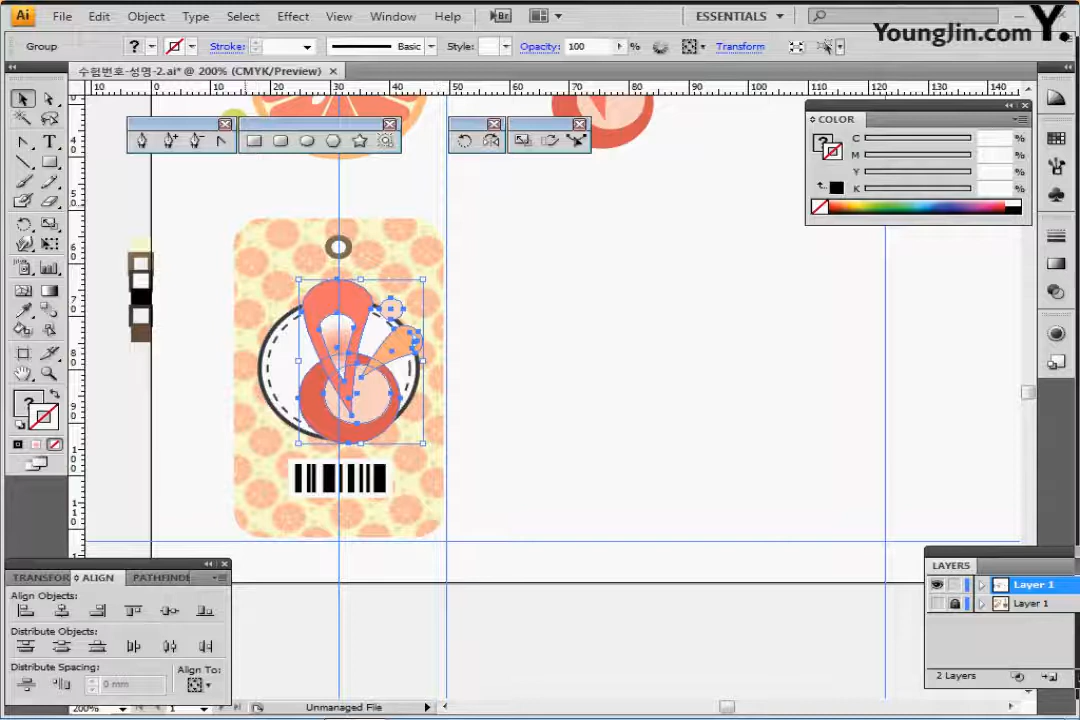 Ai File Edit Object Type Select Effect View Window Help Br ESSENTIALS
YoungJin.com Y.
Group ? Stroke: Basic Style: Opacity: 100 % Transform
수험번호-성명-2.ai* @ 200% (CMYK/Preview) ×
10 0 10 20 30 40 50 60 70 80 90 100 110 120 130 140
COLOR
C %
M %
Y %
K %
TRANSFOR ALIGN PATHFINDE
Align Objects:
Distribute Objects:
Distribute Spacing: Align To:
0 mm
LAYERS
Layer 1
Layer 1
2 Layers
200% 1 Unmanaged File